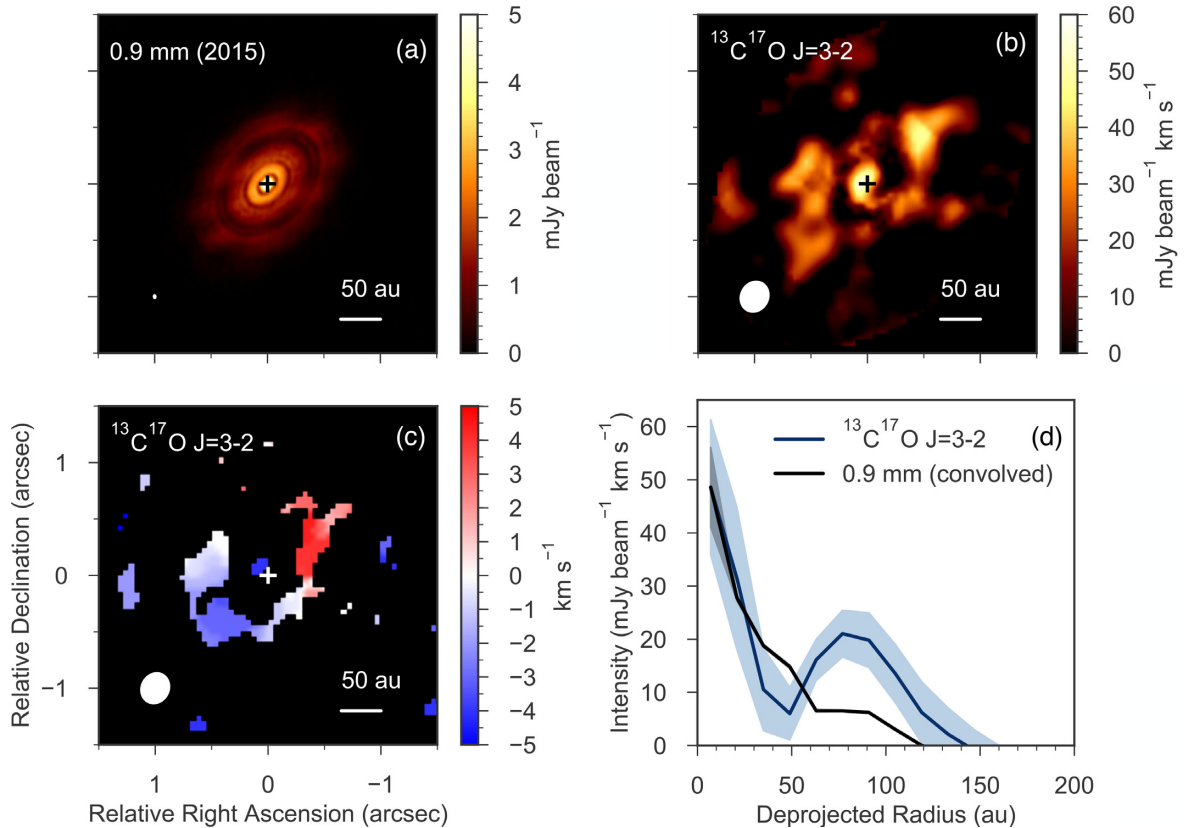 0.9 mm (2015)
(a)
50 au
5
4
3
2
1
0
mJy beam⁻¹
¹³C¹⁷O J=3-2
(b)
50 au
60
50
40
30
20
10
0
mJy beam⁻¹ km s⁻¹
¹³C¹⁷O J=3-2
(c)
50 au
1
0
−1
Relative Declination (arcsec)
1
0
−1
Relative Right Ascension (arcsec)
5
4
3
2
1
0
−1
−2
−3
−4
−5
km s⁻¹
¹³C¹⁷O J=3-2
0.9 mm (convolved)
(d)
60
50
40
30
20
10
0
Intensity (mJy beam⁻¹ km s⁻¹)
0
50
100
150
200
Deprojected Radius (au)